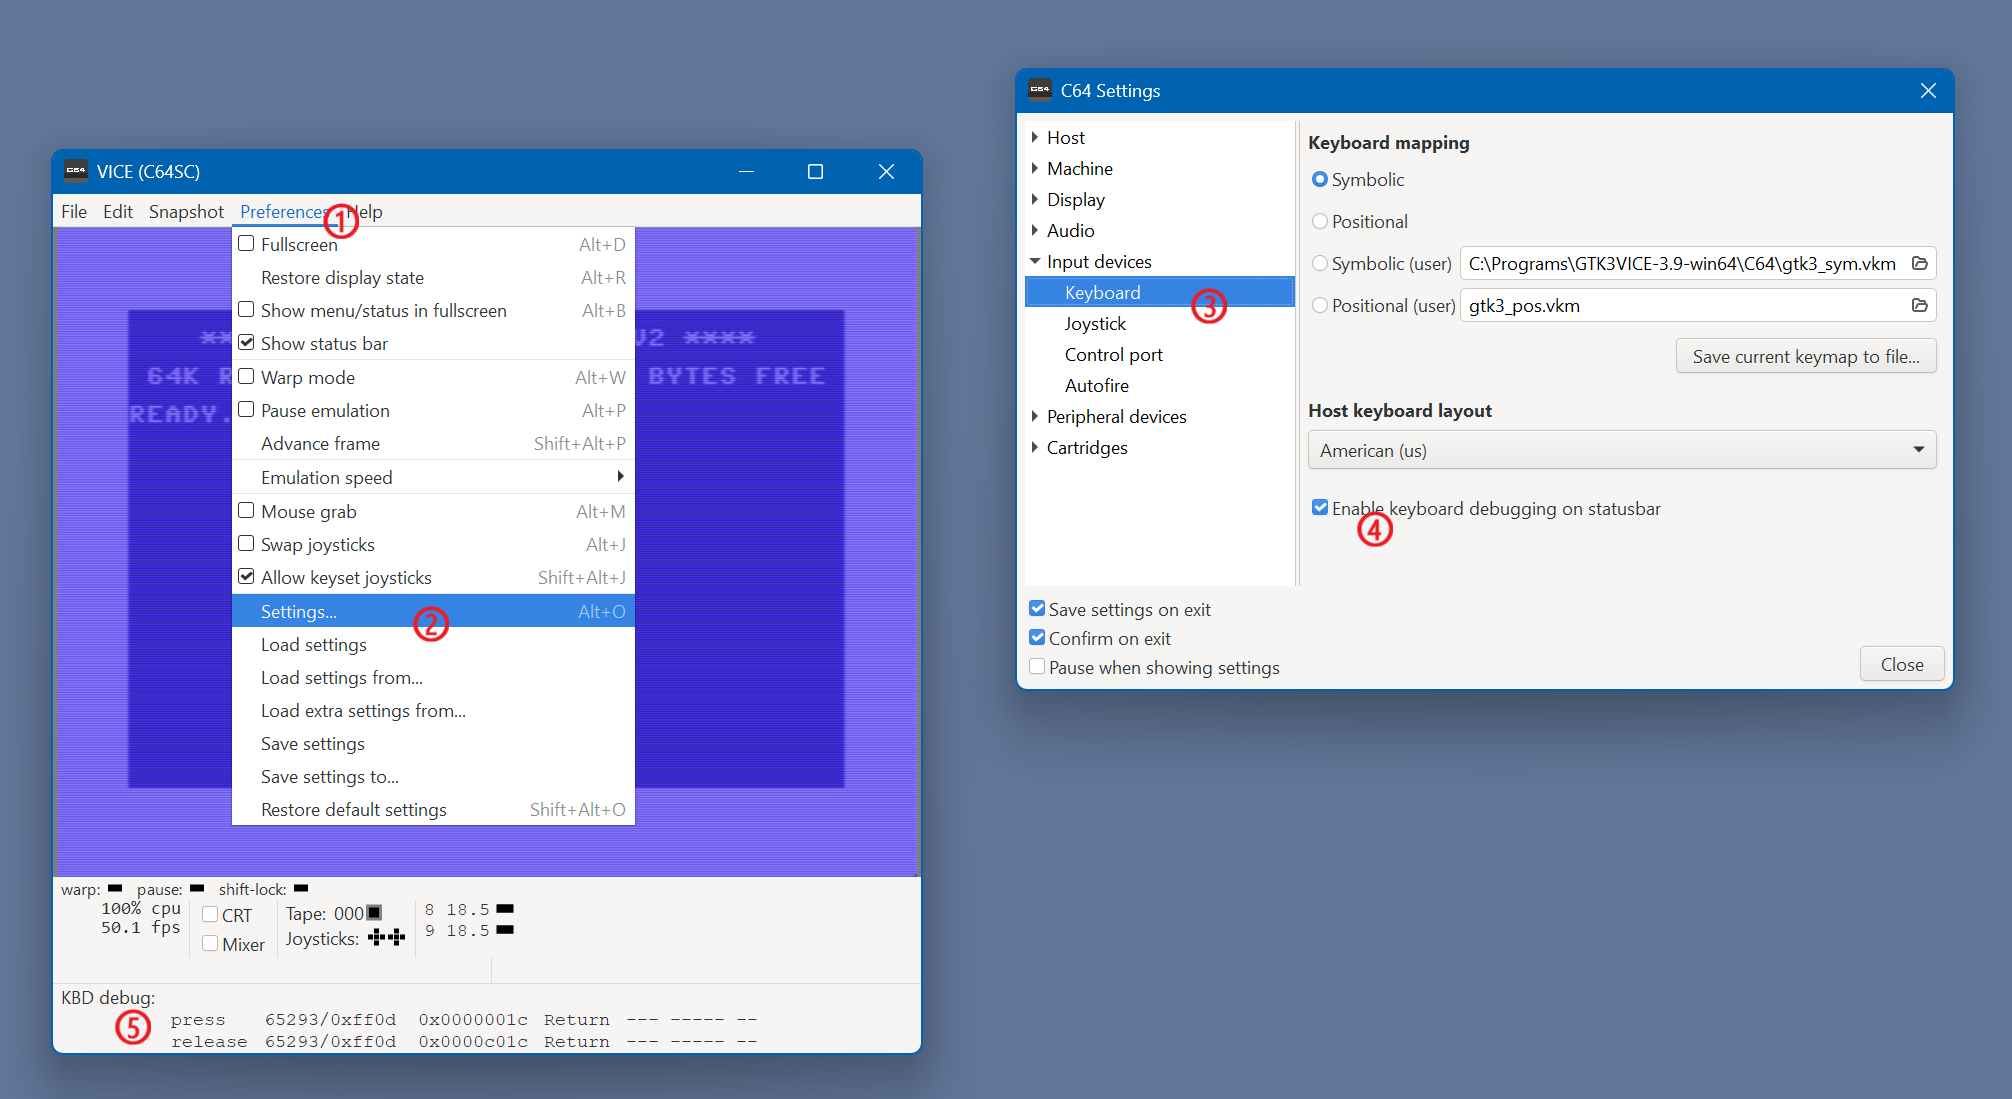 VICE (C64SC)
File Edit Snapshot Preferences Help
①
Fullscreen Alt+D
Restore display state Alt+R
Show menu/status in fullscreen Alt+B
Show status bar
Warp mode Alt+W
Pause emulation Alt+P
Advance frame Shift+Alt+P
Emulation speed
Mouse grab Alt+M
Swap joysticks Alt+J
Allow keyset joysticks Shift+Alt+J
Settings... Alt+O
②
Load settings
Load settings from...
Load extra settings from...
Save settings
Save settings to...
Restore default settings Shift+Alt+O
** V2 ****
64K R BYTES FREE
READY.
warp: pause: shift-lock:
100% cpu
50.1 fps
CRT
Mixer
Tape: 000
Joysticks:
8 18.5
9 18.5
KBD debug:
⑤
press 65293/0xff0d 0x0000001c Return --- ----- --
release 65293/0xff0d 0x0000c01c Return --- ----- --
C64 Settings
Host
Machine
Display
Audio
Input devices
Keyboard
③
Joystick
Control port
Autofire
Peripheral devices
Cartridges
Keyboard mapping
Symbolic
Positional
Symbolic (user) C:\Programs\GTK3VICE-3.9-win64\C64\gtk3_sym.vkm
Positional (user) gtk3_pos.vkm
Save current keymap to file...
Host keyboard layout
American (us)
Enable keyboard debugging on statusbar
④
Save settings on exit
Confirm on exit
Pause when showing settings
Close